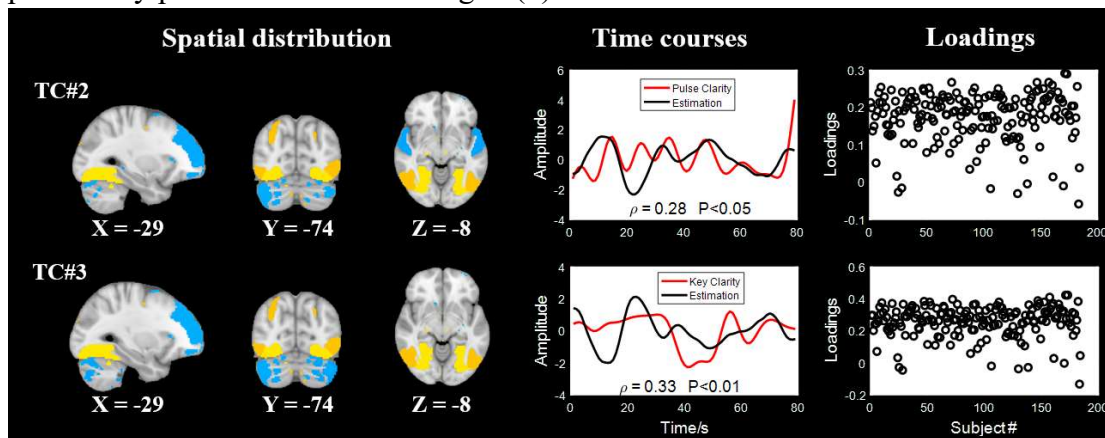 Spatial distribution
Time courses
Loadings
TC#2
X = -29
Y = -74
Z = -8
Amplitude
6
4
2
0
-2
-4
0
20
40
60
80
Pulse Clarity
Estimation
ρ = 0.28 P<0.05
Loadings
0.3
0.2
0.1
0
-0.1
0
50
100
150
200
TC#3
X = -29
Y = -74
Z = -8
Amplitude
4
2
0
-2
-4
0
20
40
60
80
Key Clarity
Estimation
ρ = 0.33 P<0.01
Time/s
Loadings
0.6
0.4
0.2
0
-0.2
0
50
100
150
200
Subject #